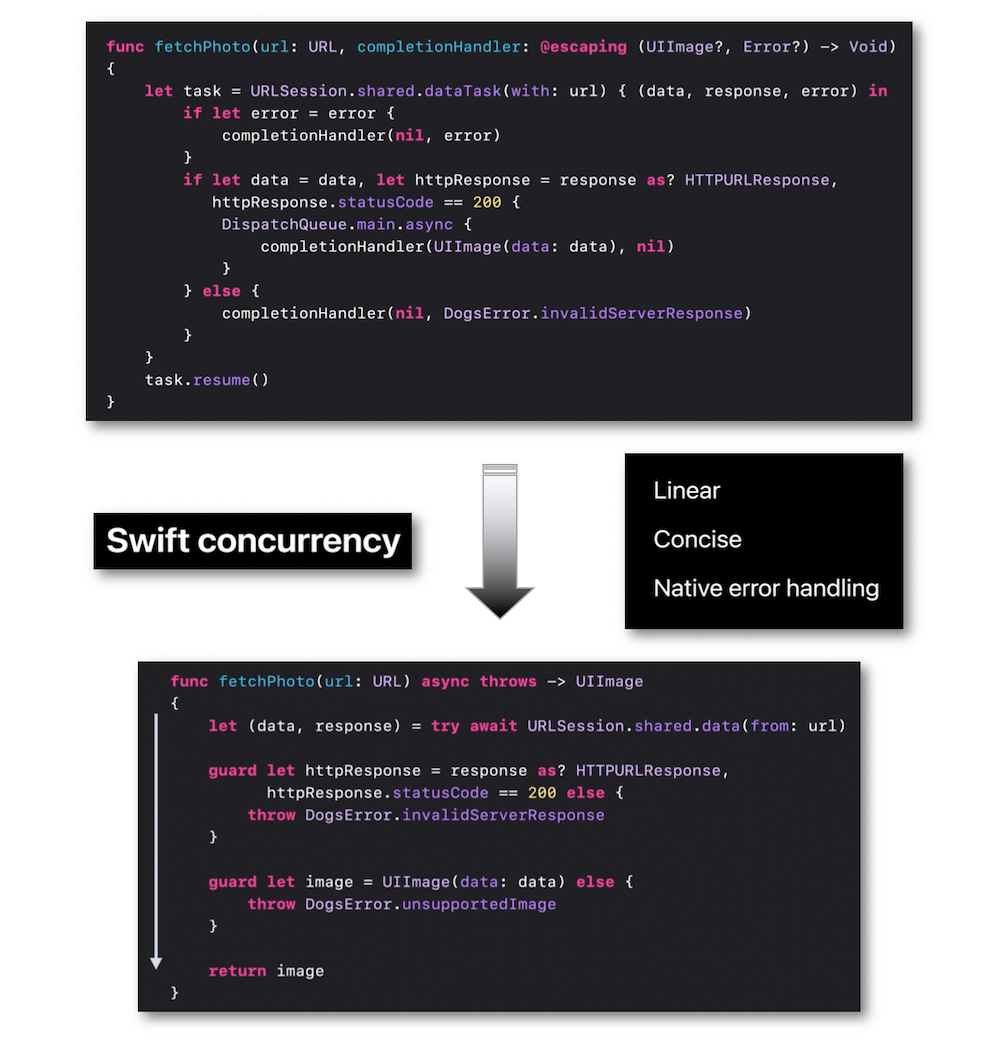 func fetchPhoto(url: URL, completionHandler: @escaping (UIImage?, Error?) -> Void)
{
    let task = URLSession.shared.dataTask(with: url) { (data, response, error) in
        if let error = error {
            completionHandler(nil, error)
        }
        if let data = data, let httpResponse = response as? HTTPURLResponse,
           httpResponse.statusCode == 200 {
            DispatchQueue.main.async {
                completionHandler(UIImage(data: data), nil)
            }
        } else {
            completionHandler(nil, DogsError.invalidServerResponse)
        }
    }
    task.resume()
}
Swift concurrency
Linear
Concise
Native error handling
func fetchPhoto(url: URL) async throws -> UIImage
{
    let (data, response) = try await URLSession.shared.data(from: url)
    guard let httpResponse = response as? HTTPURLResponse,
          httpResponse.statusCode == 200 else {
        throw DogsError.invalidServerResponse
    }
    guard let image = UIImage(data: data) else {
        throw DogsError.unsupportedImage
    }
    return image
}